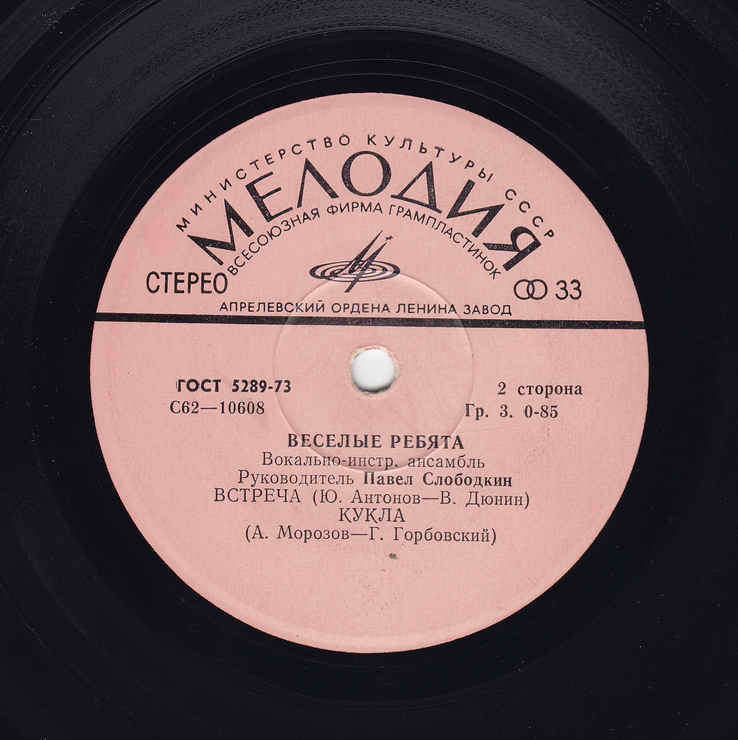 МИНИСТЕРСТВО КУЛЬТУРЫ СССР
МЕЛОДИЯ
ВСЕСОЮЗНАЯ ФИРМА ГРАМПЛАСТИНОК
СТЕРЕО
33
АПРЕЛЕВСКИЙ ОРДЕНА ЛЕНИНА ЗАВОД
ГОСТ 5289-73
2 сторона
С62—10608
Гр. 3. 0-85
ВЕСЕЛЫЕ РЕБЯТА
Вокально-инстр. ансамбль
Руководитель Павел Слободкин
ВСТРЕЧА (Ю. Антонов—В. Дюнин)
КУКЛА
(А. Морозов—Г. Горбовский)